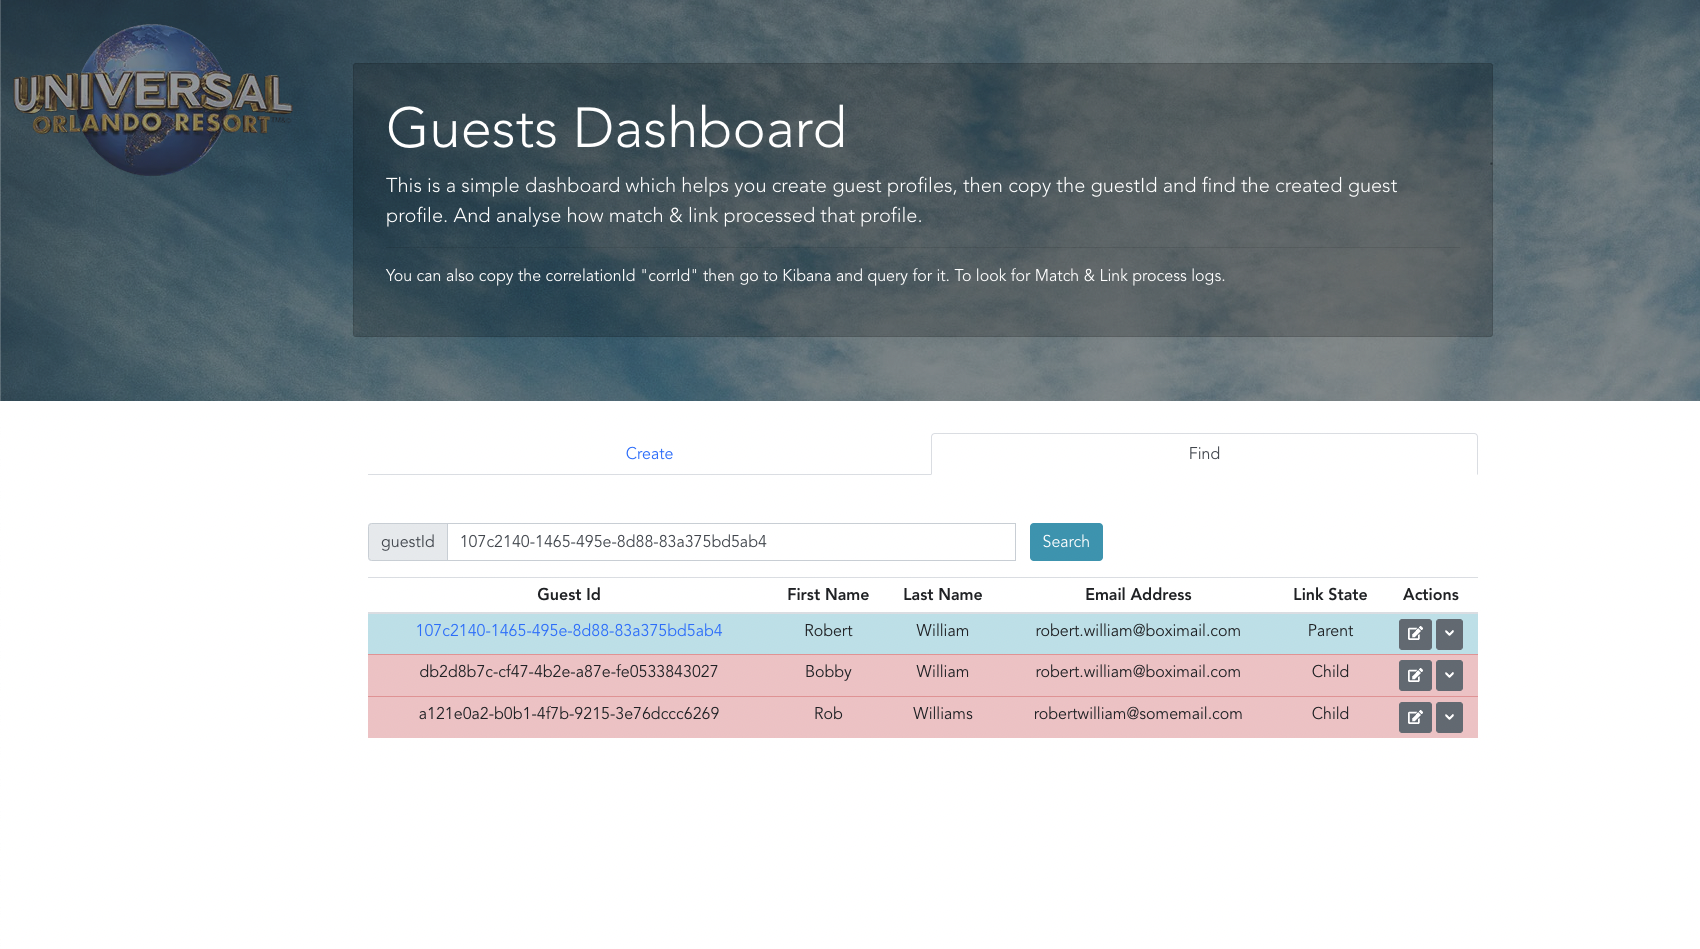 UNIVERSAL
ORLANDO RESORT
Guests Dashboard
This is a simple dashboard which helps you create guest profiles, then copy the guestId and find the created guest
profile. And analyse how match & link processed that profile.
You can also copy the correlationId "corrId" then go to Kibana and query for it. To look for Match & Link process logs.
Create Find
guestId 107c2140-1465-495e-8d88-83a375bd5ab4 Search
Guest Id First Name Last Name Email Address Link State Actions
107c2140-1465-495e-8d88-83a375bd5ab4 Robert William robert.william@boximail.com Parent
db2d8b7c-cf47-4b2e-a87e-fe0533843027 Bobby William robert.william@boximail.com Child
a121e0a2-b0b1-4f7b-9215-3e76dccc6269 Rob Williams robertwilliam@somemail.com Child